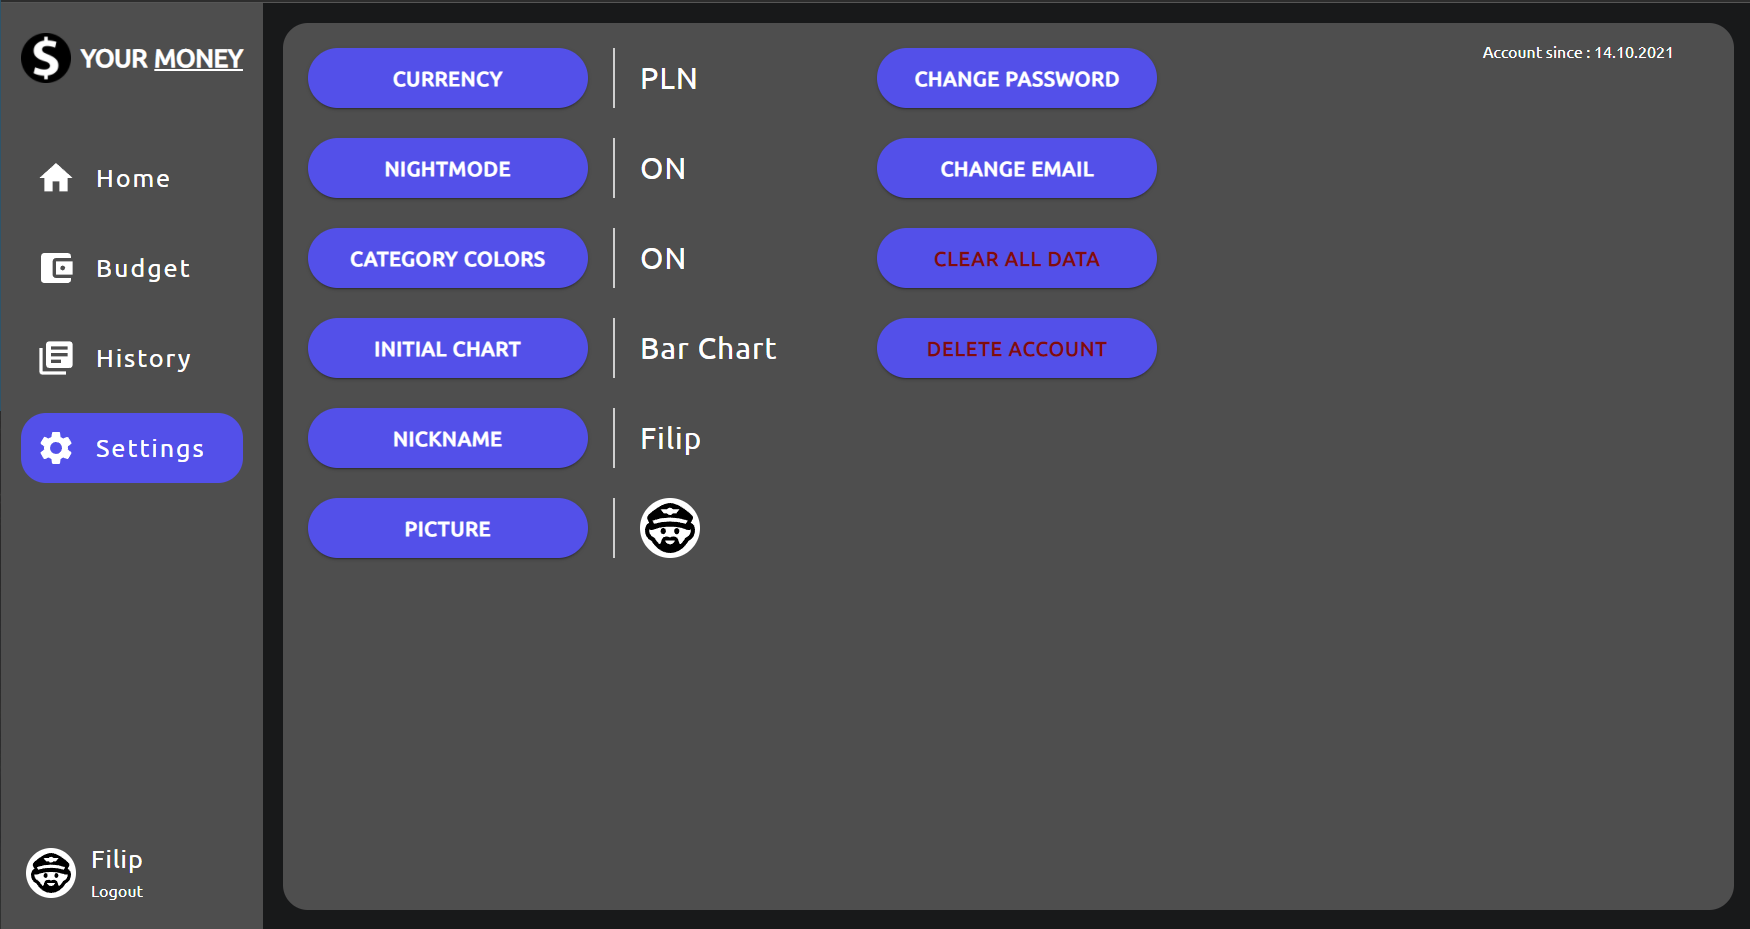 YOUR MONEY
Home
Budget
History
Settings
Filip
Logout
CURRENCY
PLN
NIGHTMODE
ON
CATEGORY COLORS
ON
INITIAL CHART
Bar Chart
NICKNAME
Filip
PICTURE
CHANGE PASSWORD
CHANGE EMAIL
CLEAR ALL DATA
DELETE ACCOUNT
Account since : 14.10.2021